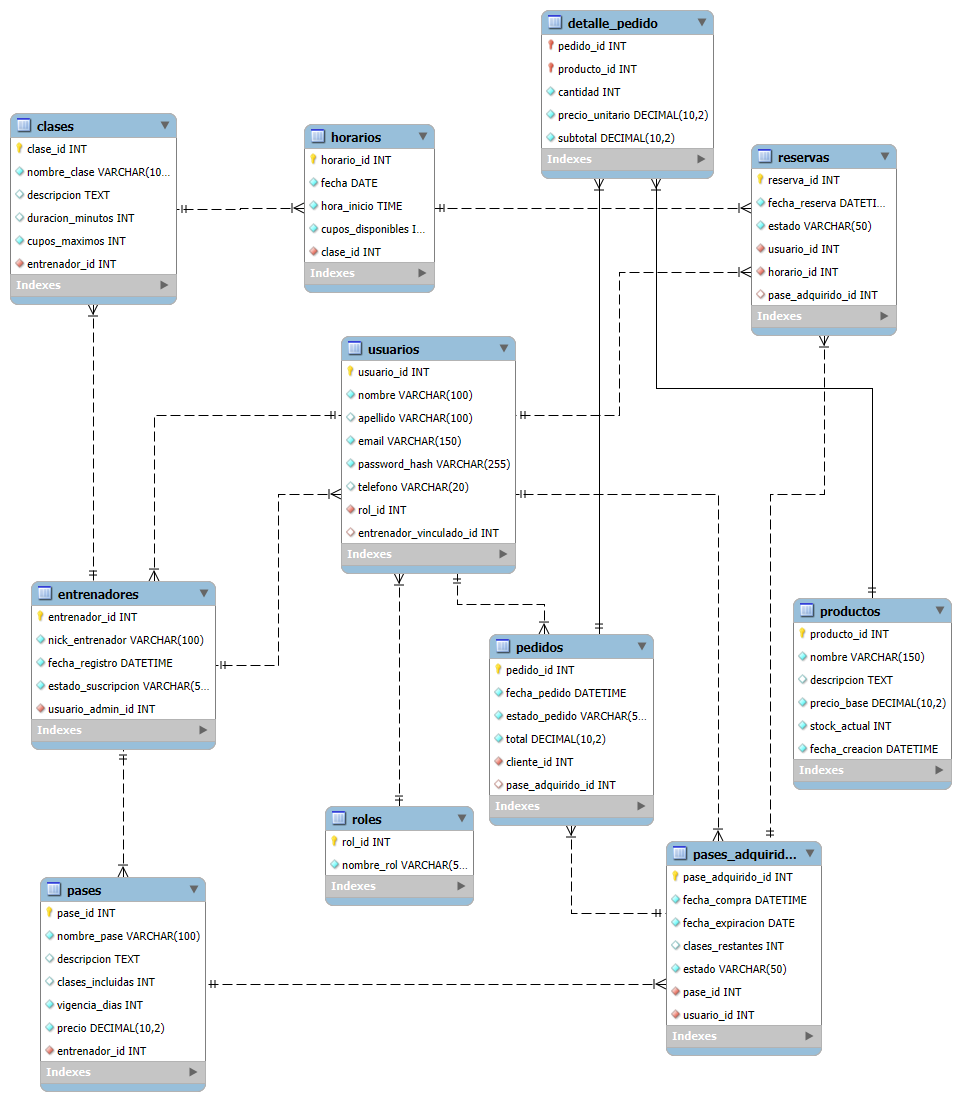 detalle_pedido
pedido_id INT
producto_id INT
cantidad INT
precio_unitario DECIMAL(10,2)
subtotal DECIMAL(10,2)
Indexes
clases
clase_id INT
nombre_clase VARCHAR(10...
descripcion TEXT
duracion_minutos INT
cupos_maximos INT
entrenador_id INT
Indexes
horarios
horario_id INT
fecha DATE
hora_inicio TIME
cupos_disponibles I...
clase_id INT
Indexes
reservas
reserva_id INT
fecha_reserva DATETI...
estado VARCHAR(50)
usuario_id INT
horario_id INT
pase_adquirido_id INT
Indexes
usuarios
usuario_id INT
nombre VARCHAR(100)
apellido VARCHAR(100)
email VARCHAR(150)
password_hash VARCHAR(255)
telefono VARCHAR(20)
rol_id INT
entrenador_vinculado_id INT
Indexes
entrenadores
entrenador_id INT
nick_entrenador VARCHAR(100)
fecha_registro DATETIME
estado_suscripcion VARCHAR(5...
usuario_admin_id INT
Indexes
pedidos
pedido_id INT
fecha_pedido DATETIME
estado_pedido VARCHAR(5...
total DECIMAL(10,2)
cliente_id INT
pase_adquirido_id INT
Indexes
productos
producto_id INT
nombre VARCHAR(150)
descripcion TEXT
precio_base DECIMAL(10,2)
stock_actual INT
fecha_creacion DATETIME
Indexes
roles
rol_id INT
nombre_rol VARCHAR(5...
Indexes
pases
pase_id INT
nombre_pase VARCHAR(100)
descripcion TEXT
clases_incluidas INT
vigencia_dias INT
precio DECIMAL(10,2)
entrenador_id INT
Indexes
pases_adquirid...
pase_adquirido_id INT
fecha_compra DATETIME
fecha_expiracion DATE
clases_restantes INT
estado VARCHAR(50)
pase_id INT
usuario_id INT
Indexes